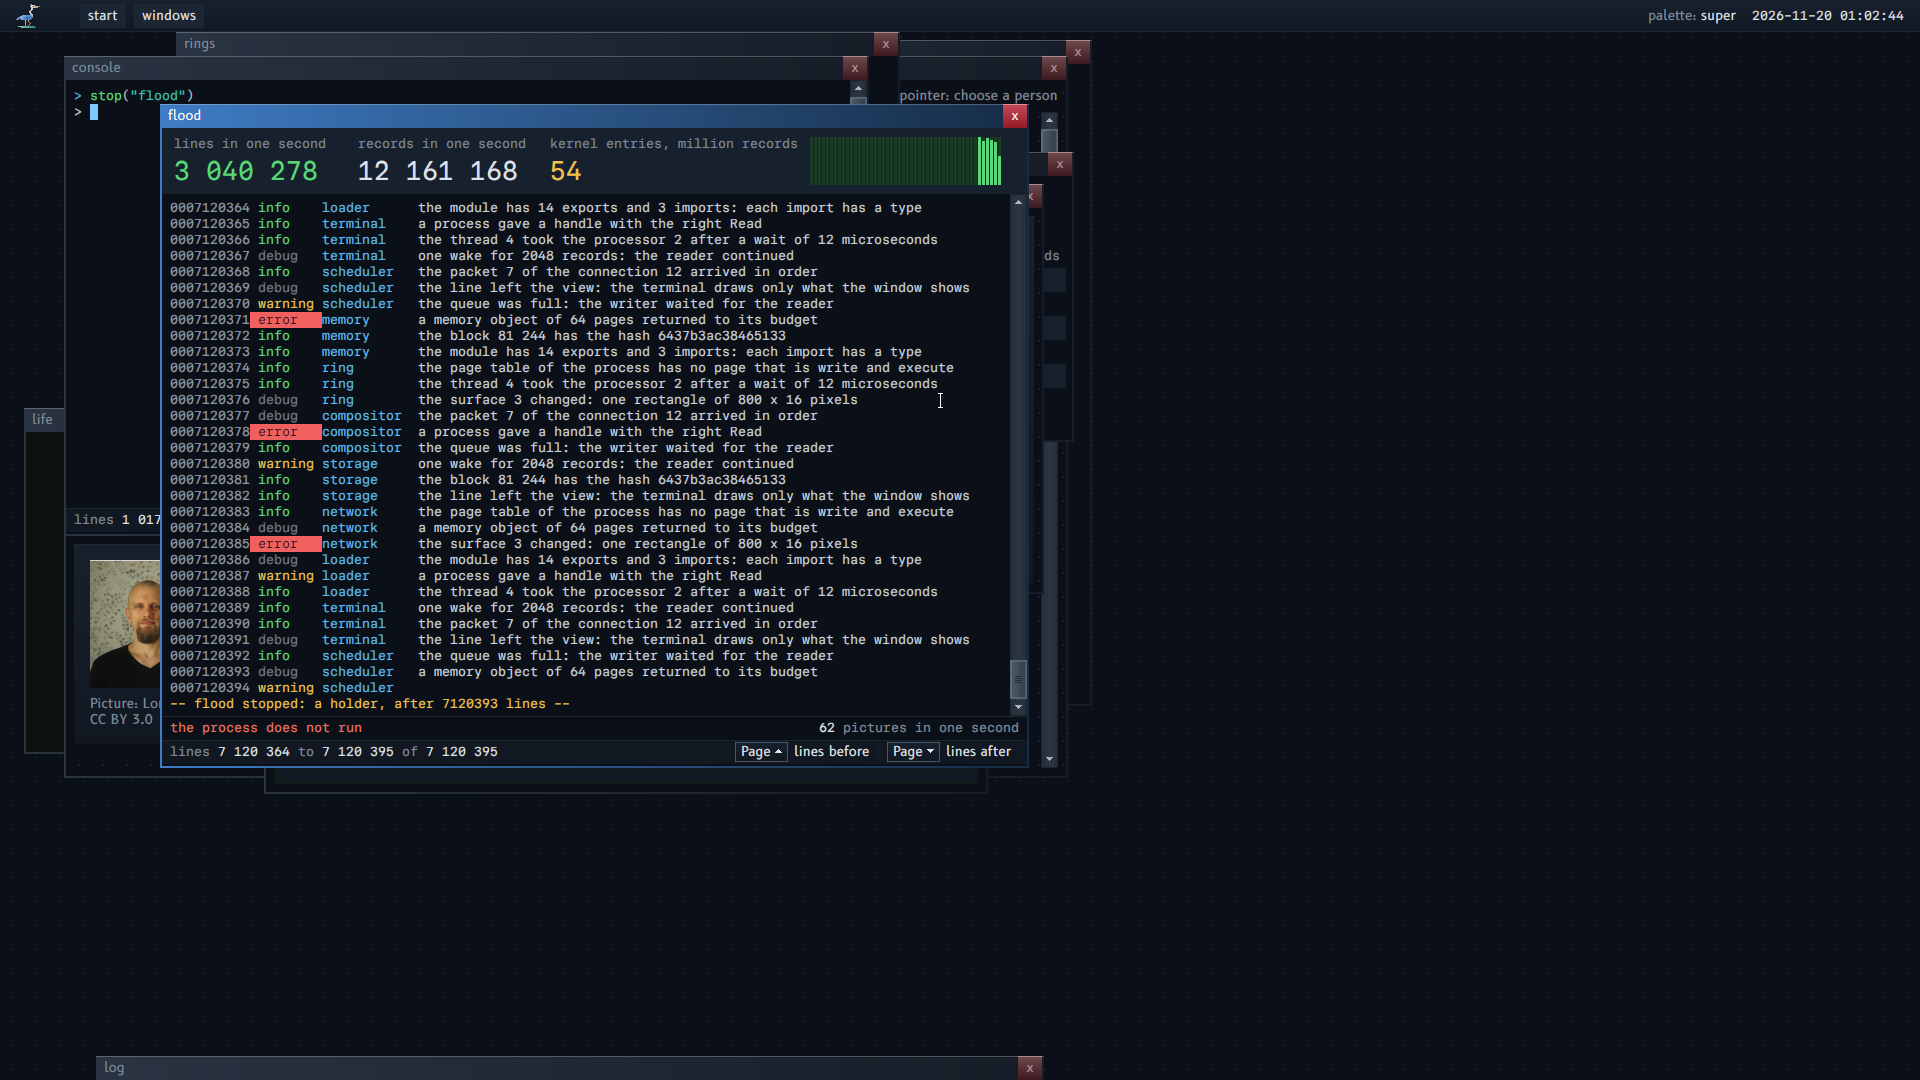 start windows palette: super 2026-11-20 01:02:44
rings x
x
console x x
> stop("flood")
pointer: choose a person
>
flood x
lines in one second records in one second kernel entries, million records
3 040 278 12 161 168 54
x
x
0007120364 info loader the module has 14 exports and 3 imports: each import has a type
0007120365 info terminal a process gave a handle with the right Read
0007120366 info terminal the thread 4 took the processor 2 after a wait of 12 microseconds
0007120367 debug terminal one wake for 2048 records: the reader continued
ds
0007120368 info scheduler the packet 7 of the connection 12 arrived in order
0007120369 debug scheduler the line left the view: the terminal draws only what the window shows
0007120370 warning scheduler the queue was full: the writer waited for the reader
0007120371 error memory a memory object of 64 pages returned to its budget
0007120372 info memory the block 81 244 has the hash 6437b3ac38465133
0007120373 info memory the module has 14 exports and 3 imports: each import has a type
0007120374 info ring the page table of the process has no page that is write and execute
0007120375 info ring the thread 4 took the processor 2 after a wait of 12 microseconds
0007120376 debug ring the surface 3 changed: one rectangle of 800 x 16 pixels
0007120377 debug compositor the packet 7 of the connection 12 arrived in order
0007120378 error compositor a process gave a handle with the right Read
0007120379 info compositor the queue was full: the writer waited for the reader
0007120380 warning storage one wake for 2048 records: the reader continued
0007120381 info storage the block 81 244 has the hash 6437b3ac38465133
0007120382 info storage the line left the view: the terminal draws only what the window shows
0007120383 info network the page table of the process has no page that is write and execute
0007120384 debug network a memory object of 64 pages returned to its budget
0007120385 error network the surface 3 changed: one rectangle of 800 x 16 pixels
0007120386 debug loader the module has 14 exports and 3 imports: each import has a type
0007120387 warning loader a process gave a handle with the right Read
0007120388 info loader the thread 4 took the processor 2 after a wait of 12 microseconds
0007120389 info terminal one wake for 2048 records: the reader continued
0007120390 info terminal the packet 7 of the connection 12 arrived in order
0007120391 debug terminal the line left the view: the terminal draws only what the window shows
0007120392 info scheduler the queue was full: the writer waited for the reader
0007120393 debug scheduler a memory object of 64 pages returned to its budget
0007120394 warning scheduler
-- flood stopped: a holder, after 7120393 lines --
the process does not run 62 pictures in one second
lines 7 120 364 to 7 120 395 of 7 120 395 Page lines before Page lines after
life
lines 1 017
Picture: Lo
CC BY 3.0
log x